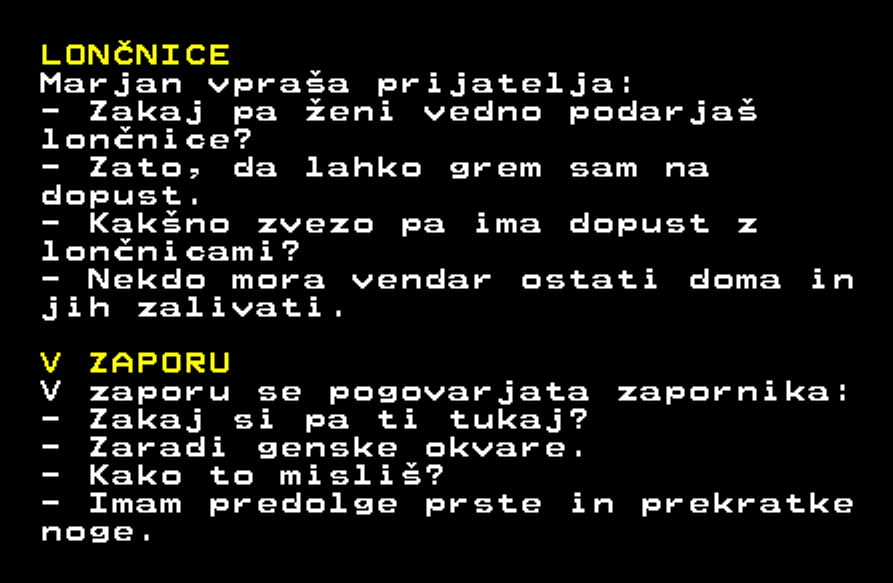 LONČNICE
Marjan vpraša prijatelja:
- Zakaj pa ženi vedno podarjaš
lončnice?
- Zato, da lahko grem sam na
dopust.
- Kakšno zvezo pa ima dopust z
lončnicami?
- Nekdo mora vendar ostati doma in
jih zalivati.
V ZAPORU
V zaporu se pogovarjata zapornika:
- Zakaj si pa ti tukaj?
- Zaradi genske okvare.
- Kako to misliš?
- Imam predolge prste in prekratke
noge.